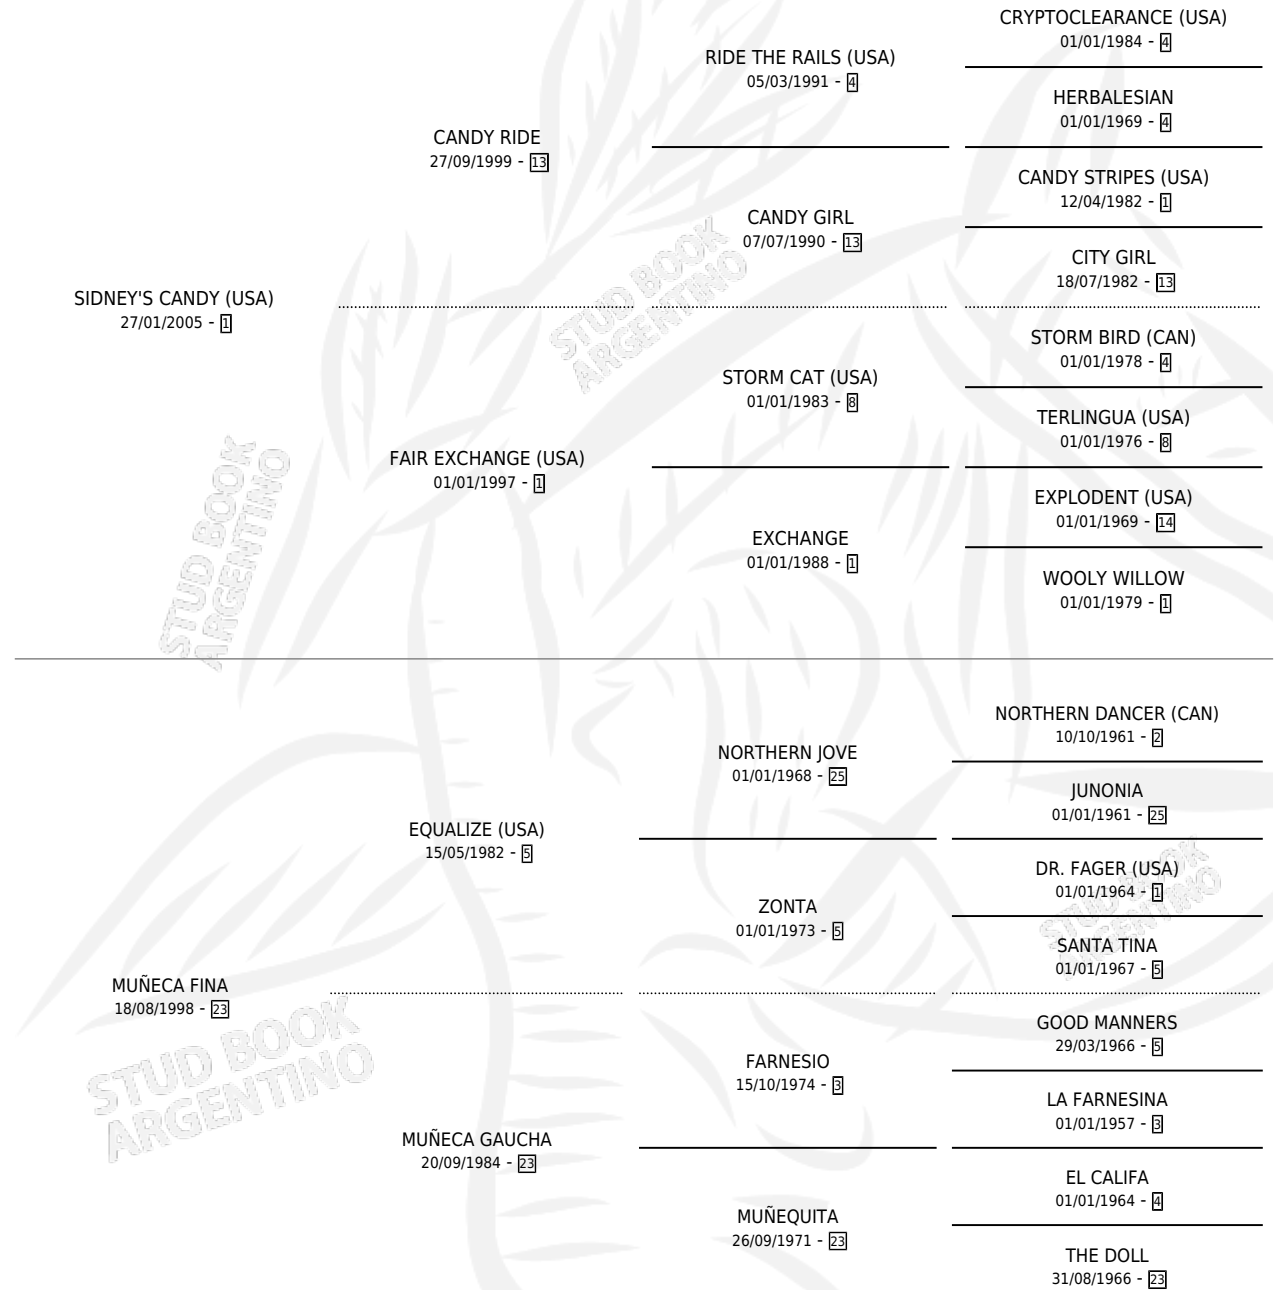 CRYPTOCLEARANCE (USA)
01/01/1984 - 4
RIDE THE RAILS (USA)
05/03/1991 - 4
HERBALESIAN
01/01/1969 - 4
CANDY RIDE
27/09/1999 - 13
CANDY STRIPES (USA)
12/04/1982 - 1
CANDY GIRL
07/07/1990 - 13
CITY GIRL
18/07/1982 - 13
SIDNEY'S CANDY (USA)
27/01/2005 - 1
STORM BIRD (CAN)
01/01/1978 - 4
STORM CAT (USA)
01/01/1983 - 8
TERLINGUA (USA)
01/01/1976 - 8
FAIR EXCHANGE (USA)
01/01/1997 - 1
EXPLODENT (USA)
01/01/1969 - 14
EXCHANGE
01/01/1988 - 1
WOOLY WILLOW
01/01/1979 - 1
STUD BOOK
ARGENTINO
STUD BOOK
ARGENTINO
NORTHERN DANCER (CAN)
10/10/1961 - 2
NORTHERN JOVE
01/01/1968 - 25
JUNONIA
01/01/1961 - 25
EQUALIZE (USA)
15/05/1982 - 5
DR. FAGER (USA)
01/01/1964 - 1
ZONTA
01/01/1973 - 5
SANTA TINA
01/01/1967 - 5
STUD BOOK
ARGENTINO
MUÑECA FINA
18/08/1998 - 23
GOOD MANNERS
29/03/1966 - 5
FARNESIO
15/10/1974 - 3
LA FARNESINA
01/01/1957 - 3
MUÑECA GAUCHA
20/09/1984 - 23
EL CALIFA
01/01/1964 - 4
MUÑEQUITA
26/09/1971 - 23
THE DOLL
31/08/1966 - 23
STUD BOOK
ARGENTINO